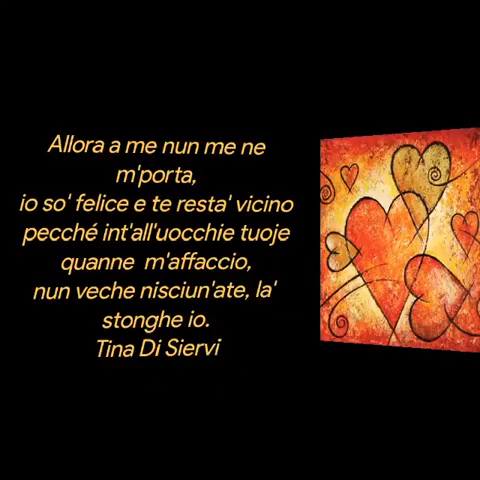 Allora a me nun me ne
m'porta,
io so' felice e te resta' vicino
pecché int'all'uocchie tuoje
quanne m'affaccio,
nun veche nisciun'ate, la'
stonghe io.
Tina Di Siervi